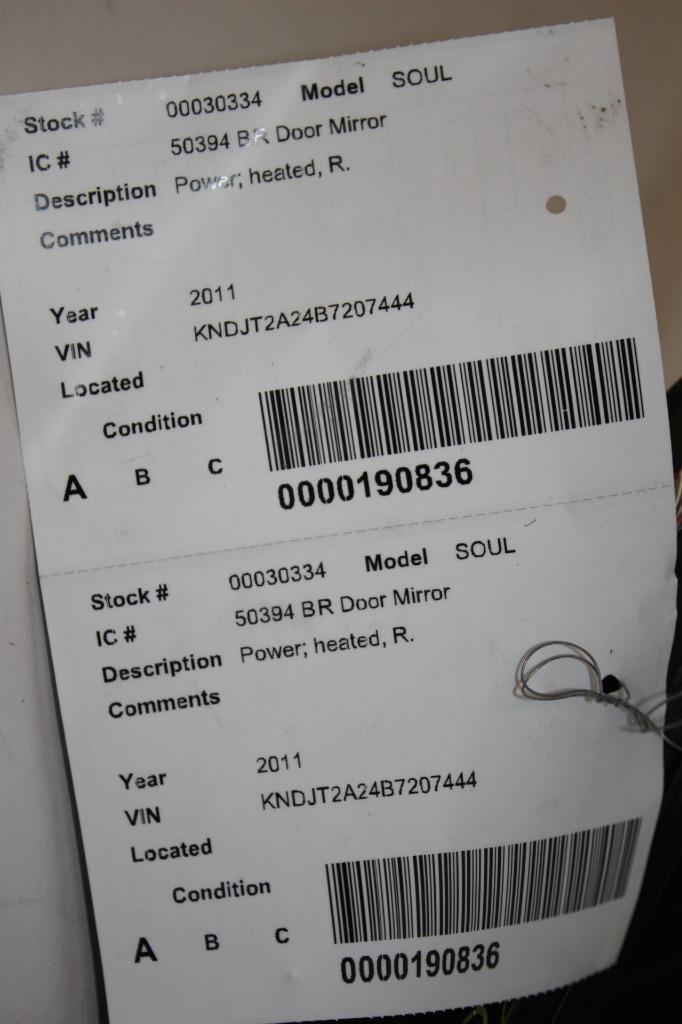 Stock # 00030334 Model SOUL
IC # 50394 BR Door Mirror
Description Power; heated, R.
Comments
Year 2011
VIN KNDJT2A24B7207444
Located
Condition
A B C
0000190836
Stock # 00030334 Model SOUL
IC # 50394 BR Door Mirror
Description Power; heated, R.
Comments
Year 2011
VIN KNDJT2A24B7207444
Located
Condition
A B C
0000190836